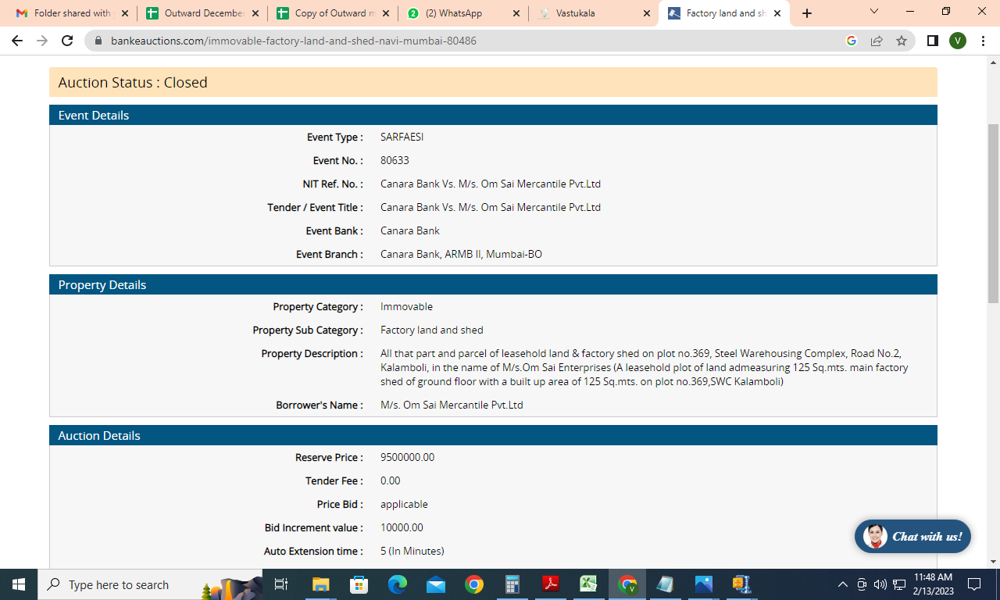 Folder shared with
Outward December
Copy of Outward m
(2) WhatsApp
Vastukala
Factory land and sh
bankeauctions.com/immovable-factory-land-and-shed-navi-mumbai-80486
V
Auction Status : Closed
Event Details
Event Type : SARFAESI
Event No. : 80633
NIT Ref. No. : Canara Bank Vs. M/s. Om Sai Mercantile Pvt.Ltd
Tender / Event Title : Canara Bank Vs. M/s. Om Sai Mercantile Pvt.Ltd
Event Bank : Canara Bank
Event Branch : Canara Bank, ARMB II, Mumbai-BO
Property Details
Property Category : Immovable
Property Sub Category : Factory land and shed
Property Description : All that part and parcel of leasehold land & factory shed on plot no.369, Steel Warehousing Complex, Road No.2,
Kalamboli, in the name of M/s.Om Sai Enterprises (A leasehold plot of land admeasuring 125 Sq.mts. main factory
shed of ground floor with a built up area of 125 Sq.mts. on plot no.369,SWC Kalamboli)
Borrower's Name : M/s. Om Sai Mercantile Pvt.Ltd
Auction Details
Reserve Price : 9500000.00
Tender Fee : 0.00
Price Bid : applicable
Bid Increment value : 10000.00
Auto Extension time : 5 (In Minutes)
Chat with us!
Type here to search
11:48 AM
2/13/2023